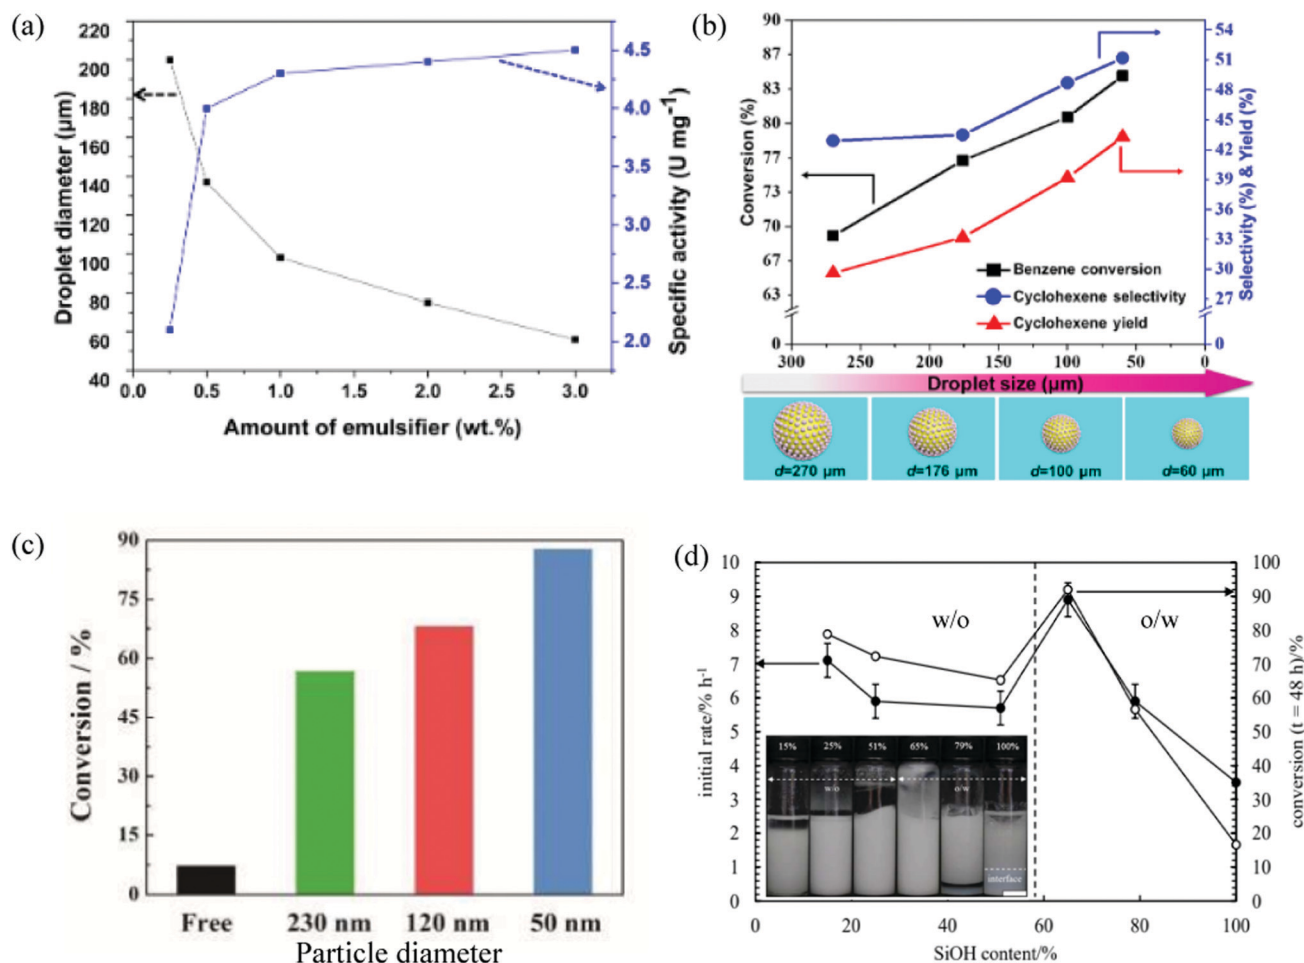 (a)
220
200
180
160
140
120
100
80
60
40
Droplet diameter (μm)
4.5
4.0
3.5
3.0
2.5
2.0
Specific activity (U mg⁻¹)
0.0 0.5 1.0 1.5 2.0 2.5 3.0
Amount of emulsifier (wt.%)
(b)
90
87
83
80
77
73
70
67
63
0
Conversion (%)
54
51
48
45
42
39
36
33
30
27
0
Selectivity (%) & Yield (%)
Benzene conversion
Cyclohexene selectivity
Cyclohexene yield
300 250 200 150 100 50 0
Droplet size (μm)
d=270 μm d=176 μm d=100 μm d=60 μm
(c)
90
75
60
45
30
15
0
Conversion / %
Free 230 nm 120 nm 50 nm
Particle diameter
(d)
10
9
8
7
6
5
4
3
2
1
0
initial rate/% h⁻¹
w/o o/w
15% 25% 51% 65% 79% 100%
w/o o/w
interface
100
90
80
70
60
50
40
30
20
10
0
conversion (t = 48 h)/%
0 20 40 60 80 100
SiOH content/%